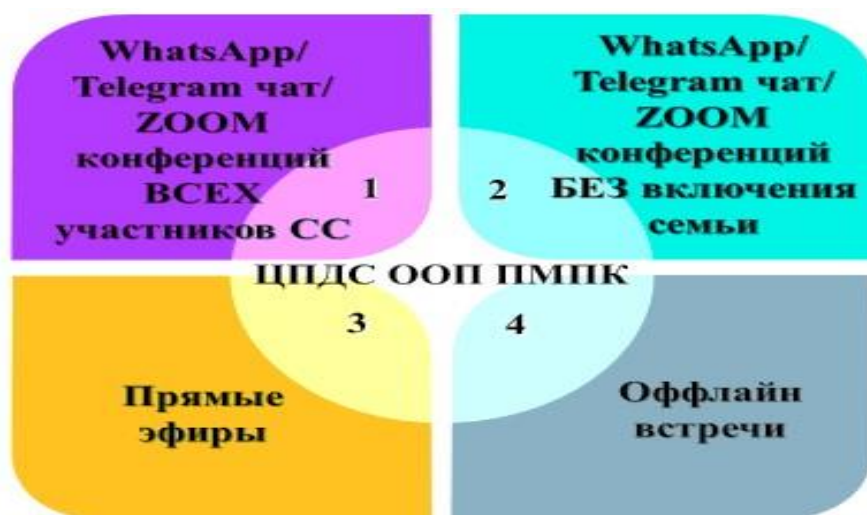 WhatsApp/
Telegram чат/
ZOOM
конференций
ВСЕХ
участников СС
1
WhatsApp/
Telegram чат/
ZOOM
конференций
БЕЗ включения
семьи
2
ЦПДС ООП ПМПК
3
Прямые
эфиры
4
Оффлайн
встречи